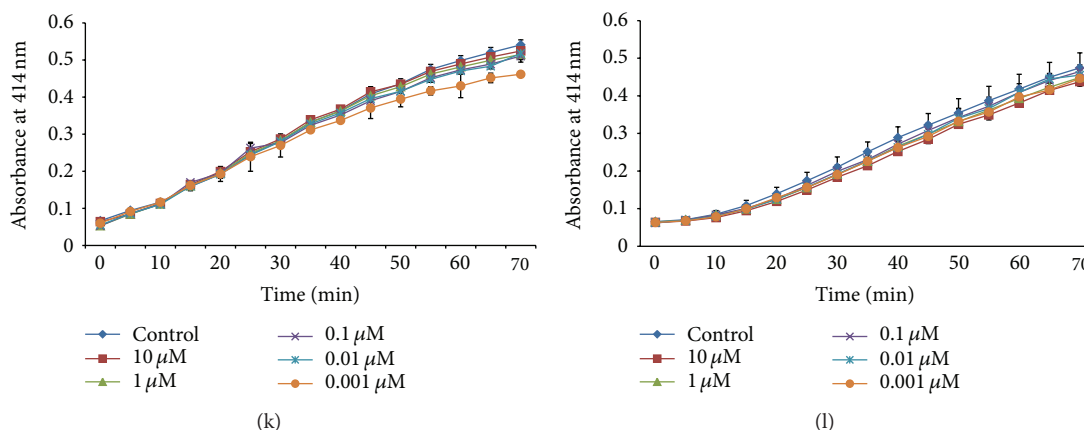 0.6
0.5
0.4
0.3
0.2
0.1
0
Absorbance at 414 nm
0 10 20 30 40 50 60 70
Time (min)
Control
10 μM
1 μM
0.1 μM
0.01 μM
0.001 μM
(k)
0.6
0.5
0.4
0.3
0.2
0.1
0
Absorbance at 414 nm
0 10 20 30 40 50 60 70
Time (min)
Control
10 μM
1 μM
0.1 μM
0.01 μM
0.001 μM
(l)